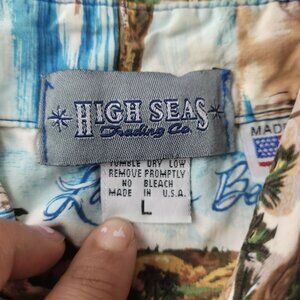 HIGH SEAS
Trading Co.
MADE
TUMBLE DRY LOW
REMOVE PROMPTLY
NO BLEACH
MADE IN U.S.A.
L